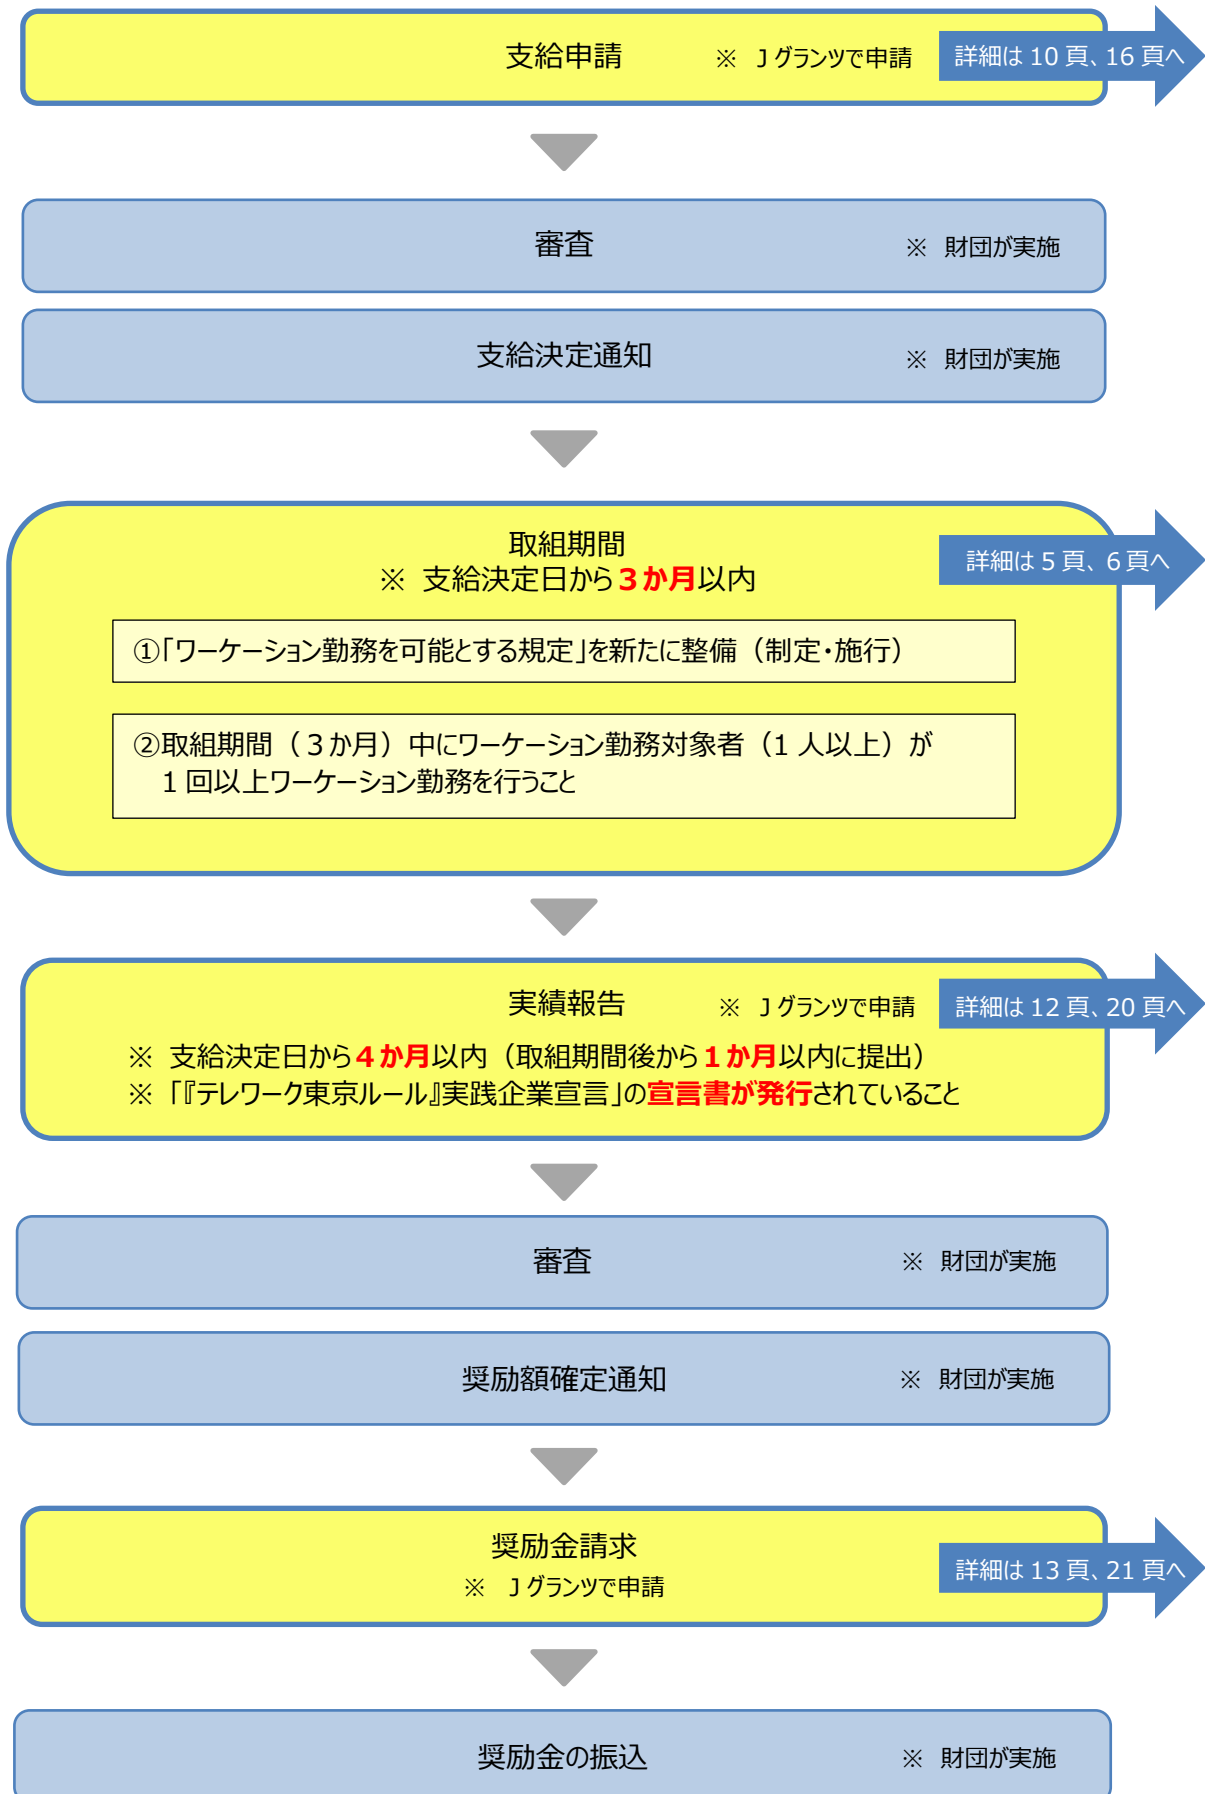 支給申請　※ Ｊグランツで申請　詳細は 10 頁、16 頁へ
審査　※ 財団が実施
支給決定通知　※ 財団が実施
取組期間　詳細は 5 頁、6 頁へ
※ 支給決定日から３か月以内
①「ワーケーション勤務を可能とする規定」を新たに整備（制定・施行）
②取組期間（３か月）中にワーケーション勤務対象者（1 人以上）が
1 回以上ワーケーション勤務を行うこと
実績報告　※ Ｊグランツで申請　詳細は 12 頁、20 頁へ
※ 支給決定日から４か月以内（取組期間後から１か月以内に提出）
※「『テレワーク東京ルール』実践企業宣言」の宣言書が発行されていること
審査　※ 財団が実施
奨励額確定通知　※ 財団が実施
奨励金請求　詳細は 13 頁、21 頁へ
※ Ｊグランツで申請
奨励金の振込　※ 財団が実施